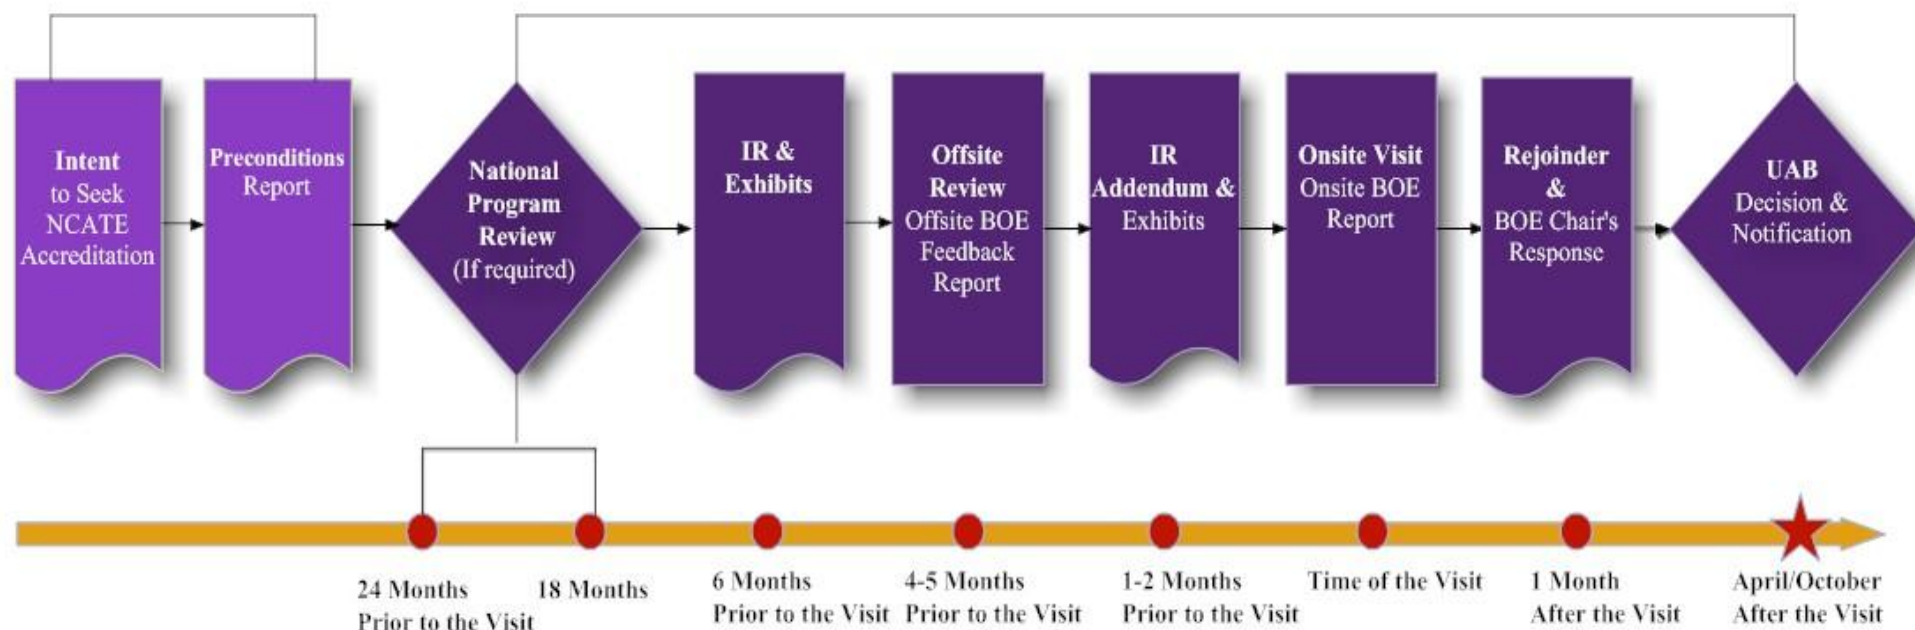 Intent
to Seek
NCATE
Accreditation
Preconditions
Report
National
Program
Review
(If required)
IR &
Exhibits
Offsite
Review
Offsite BOE
Feedback
Report
IR
Addendum &
Exhibits
Onsite Visit
Onsite BOE
Report
Rejoinder
&
BOE Chair's
Response
UAB
Decision &
Notification
24 Months
Prior to the Visit
18 Months
6 Months
Prior to the Visit
4-5 Months
Prior to the Visit
1-2 Months
Prior to the Visit
Time of the Visit
1 Month
After the Visit
April/October
After the Visit